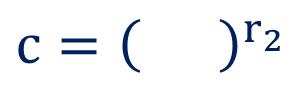 c = (    )^r₂